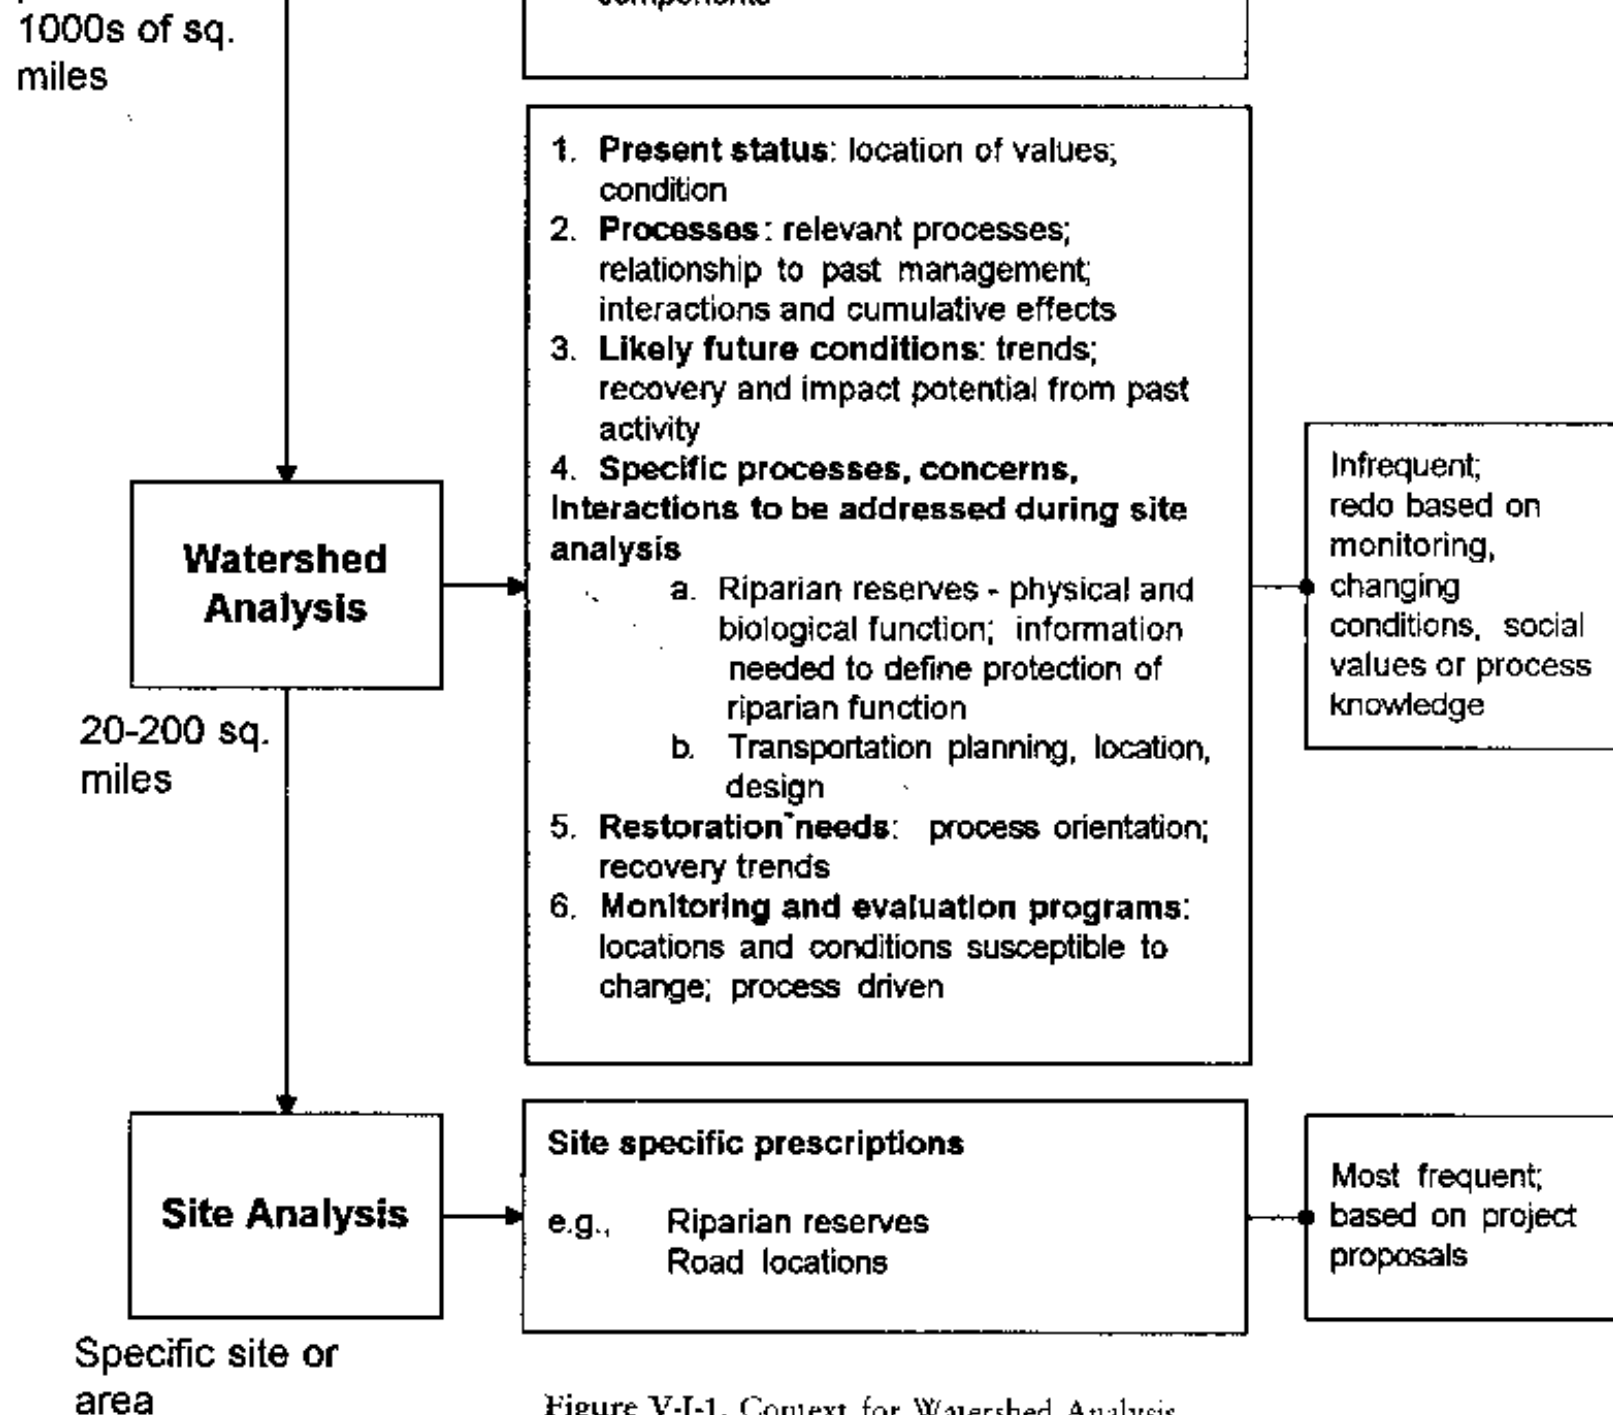 1000s of sq.
miles
components
1. Present status: location of values;
condition
2. Processes: relevant processes;
relationship to past management;
interactions and cumulative effects
3. Likely future conditions: trends;
recovery and impact potential from past
activity
4. Specific processes, concerns,
Interactions to be addressed during site
analysis
a. Riparian reserves - physical and
biological function; information
needed to define protection of
riparian function
b. Transportation planning, location,
design
5. Restoration needs: process orientation;
recovery trends
6. Monitoring and evaluation programs:
locations and conditions susceptible to
change; process driven
Watershed
Analysis
20-200 sq.
miles
Infrequent;
redo based on
monitoring,
changing
conditions, social
values or process
knowledge
Site Analysis
Specific site or
area
Site specific prescriptions
e.g., Riparian reserves
Road locations
Most frequent;
based on project
proposals
Figure V-I-1. Context for Watershed Analysis